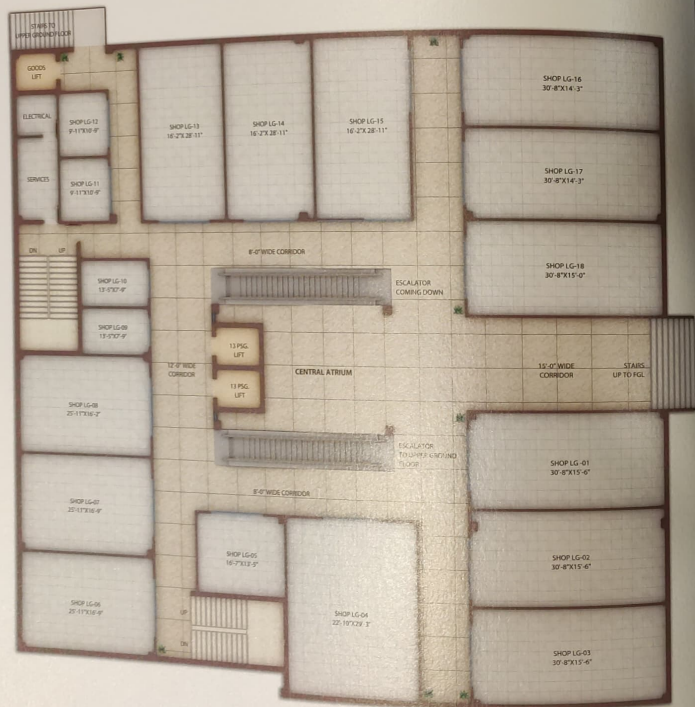 STAIRS TO
UPPER GROUND FLOOR
GOODS
LIFT
ELECTRICAL
SERVICES
SHOP LG-12
SHOP LG-11
SHOP LG-13
16'-2"X 28'-11"
SHOP LG-14
16'-2"X 28'-11"
SHOP LG-15
16'-2"X 28'-11"
SHOP LG-16
30'-8"X14'-3"
SHOP LG-17
30'-8"X14'-3"
SHOP LG-18
30'-8"X15'-0"
DN UP
SHOP LG-10
SHOP LG-09
8'-0" WIDE CORRIDOR
ESCALATOR
COMING DOWN
13 PSG.
LIFT
13 PSG.
LIFT
12'-0" WIDE
CORRIDOR
CENTRAL ATRIUM
15'-0" WIDE
CORRIDOR
STAIRS
UP TO FGL
SHOP LG-08
SHOP LG-07
SHOP LG-06
ESCALATOR
TO UPPER GROUND
FLOOR
8'-0" WIDE CORRIDOR
SHOP LG-05
UP
DN
SHOP LG-04
SHOP LG -01
30'-8"X15'-6"
SHOP LG-02
30'-8"X15'-6"
SHOP LG-03
30'-8"X15'-6"